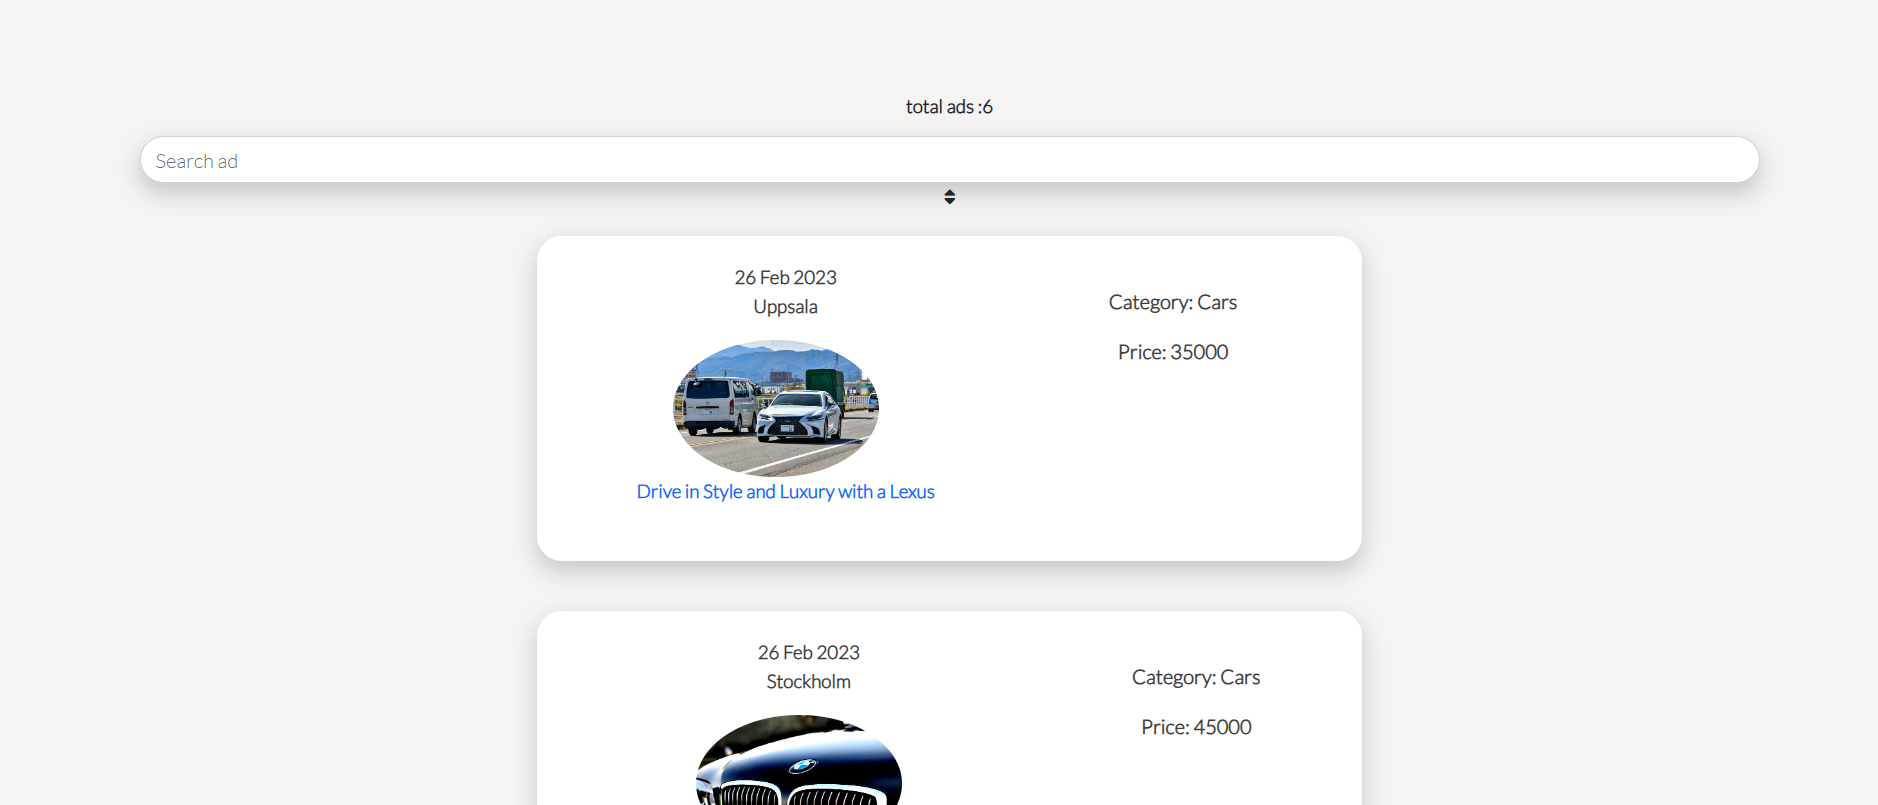 total ads :6
Search ad
26 Feb 2023
Uppsala
Category: Cars
Price: 35000
Drive in Style and Luxury with a Lexus
26 Feb 2023
Stockholm
Category: Cars
Price: 45000